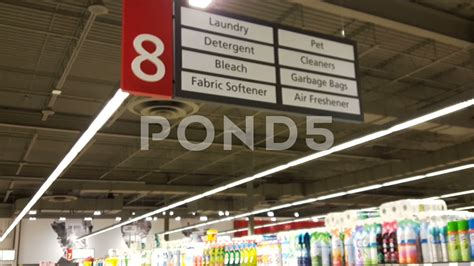 8
Laundry
Detergent
Bleach
Fabric Softener
Pet
Cleaners
Garbage Bags
Air Freshener
POND5